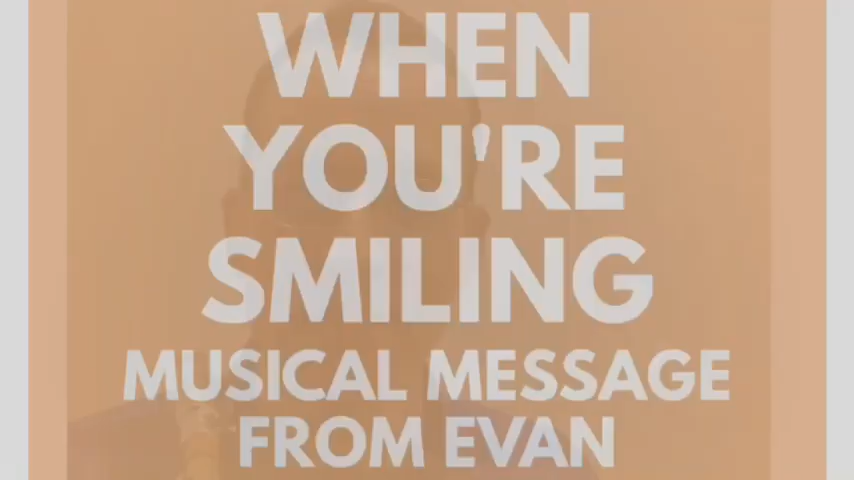 WHEN
YOU'RE
SMILING
MUSICAL MESSAGE
FROM EVAN